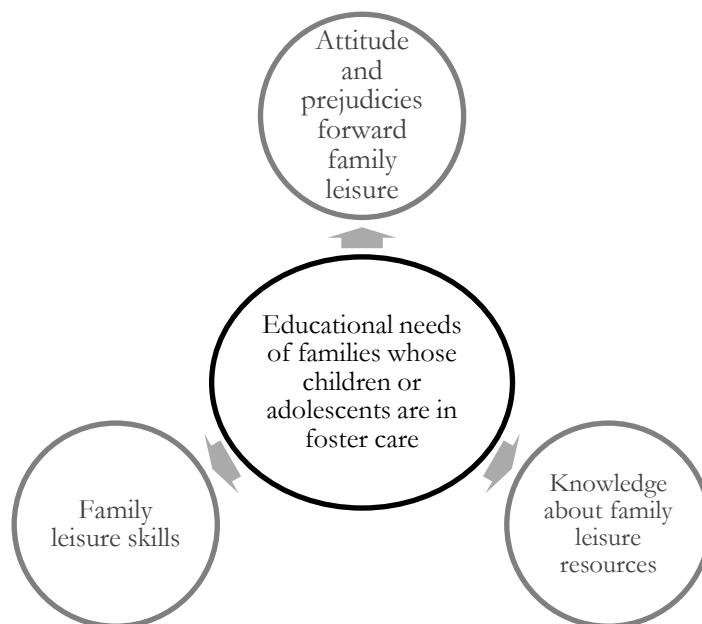 Attitude
and
prejudicies
forward
family
leisure
Educational needs
of families whose
children or
adolescents are in
foster care
Family
leisure skills
Knowledge
about family
leisure
resources